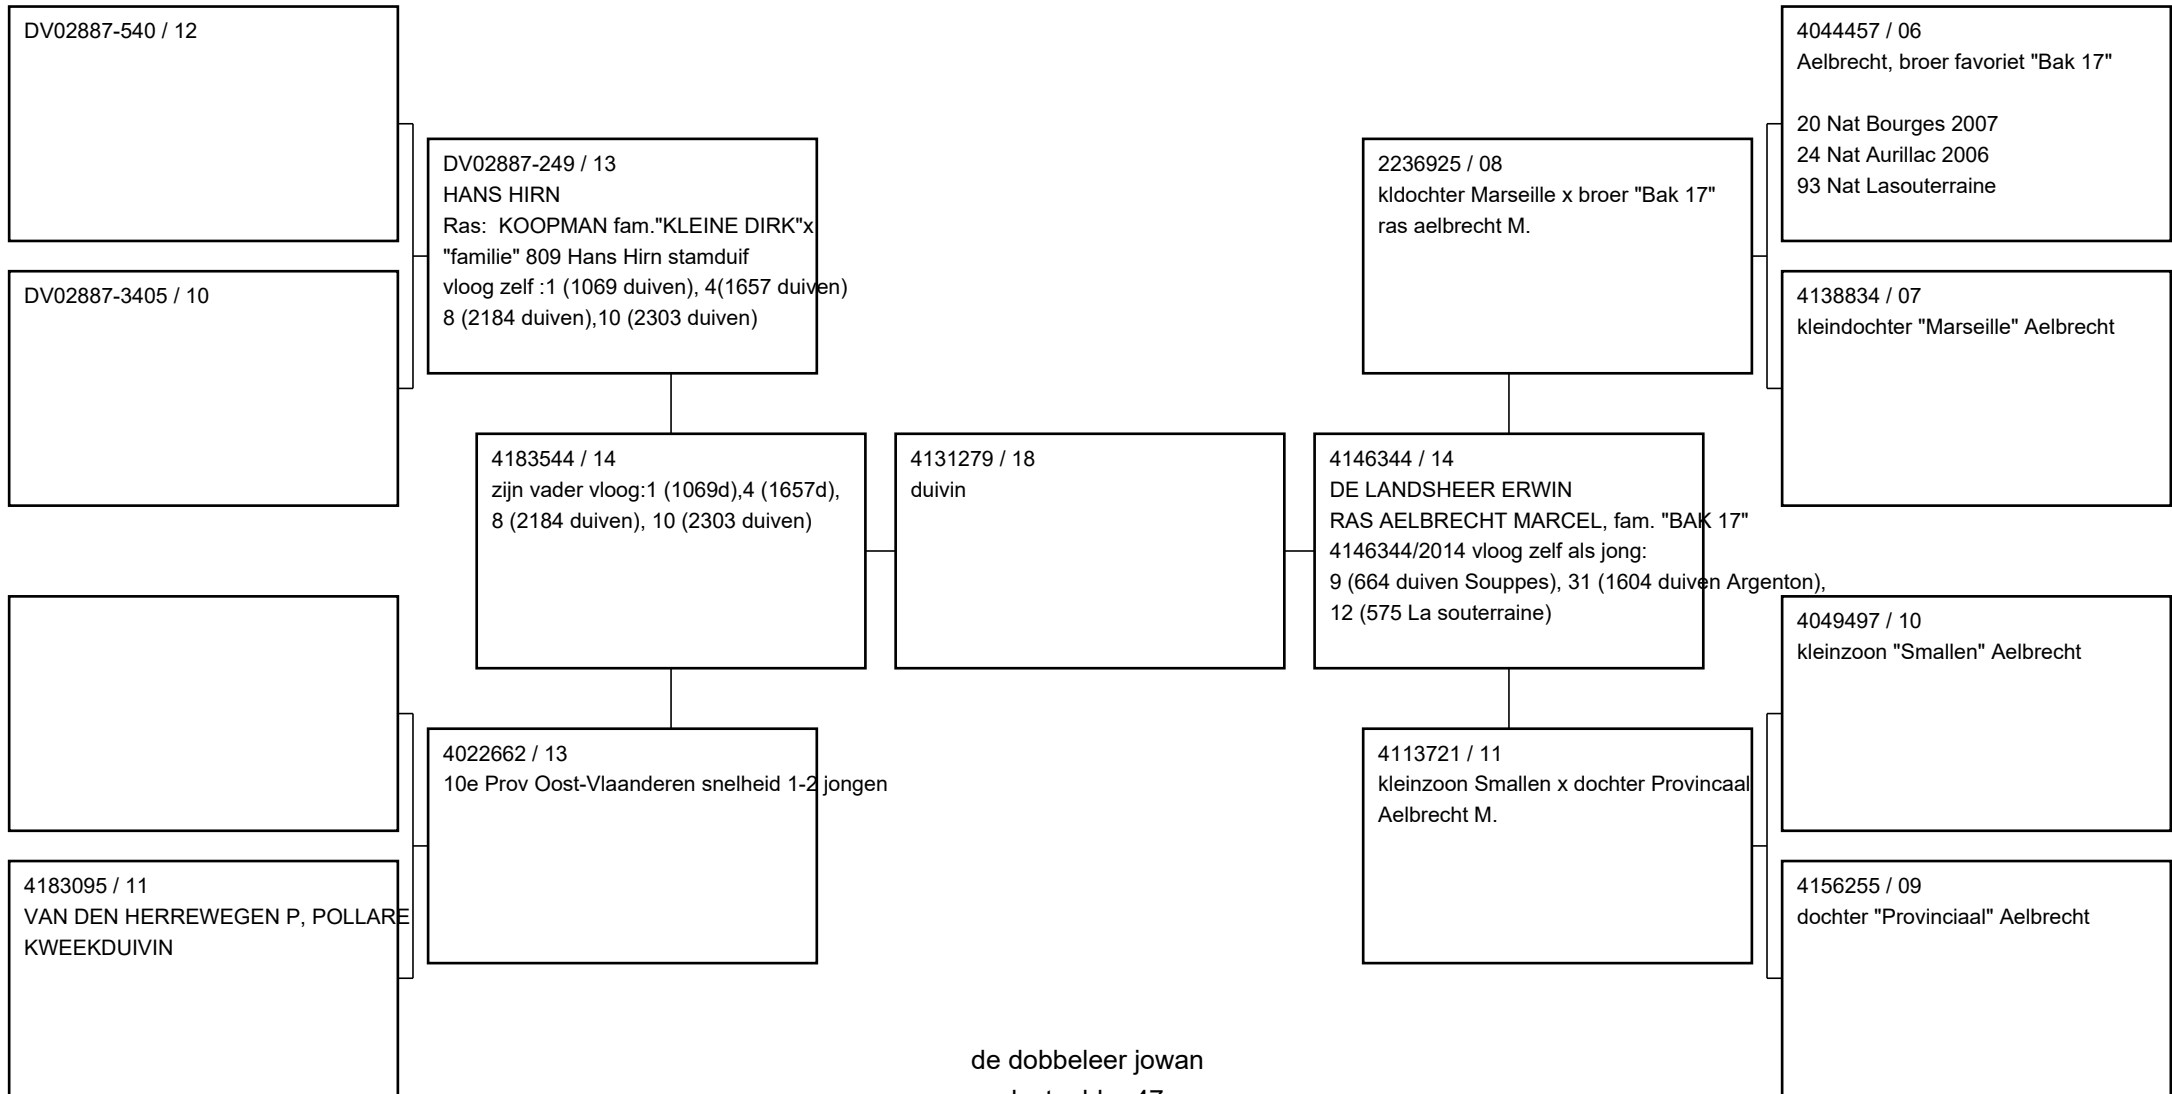 DV02887-540 / 12
DV02887-3405 / 10
DV02887-249 / 13
HANS HIRN
Ras:  KOOPMAN fam."KLEINE DIRK"x
"familie" 809 Hans Hirn stamduif
vloog zelf :1 (1069 duiven), 4(1657 duiven)
8 (2184 duiven),10 (2303 duiven)
4183544 / 14
zijn vader vloog:1 (1069d),4 (1657d),
8 (2184 duiven), 10 (2303 duiven)
4022662 / 13
10e Prov Oost-Vlaanderen snelheid 1-2 jongen
4183095 / 11
VAN DEN HERREWEGEN P, POLLARE
KWEEKDUIVIN
4131279 / 18
duivin
2236925 / 08
kldochter Marseille x broer "Bak 17"
ras aelbrecht M.
4146344 / 14
DE LANDSHEER ERWIN
RAS AELBRECHT MARCEL, fam. "BAK 17"
4146344/2014 vloog zelf als jong:
9 (664 duiven Souppes), 31 (1604 duiven Argenton),
12 (575 La souterraine)
4113721 / 11
kleinzoon Smallen x dochter Provincaal
Aelbrecht M.
4044457 / 06
Aelbrecht, broer favoriet "Bak 17"
20 Nat Bourges 2007
24 Nat Aurillac 2006
93 Nat Lasouterraine
4138834 / 07
kleindochter "Marseille" Aelbrecht
4049497 / 10
kleinzoon "Smallen" Aelbrecht
4156255 / 09
dochter "Provinciaal" Aelbrecht
de dobbeleer jowan